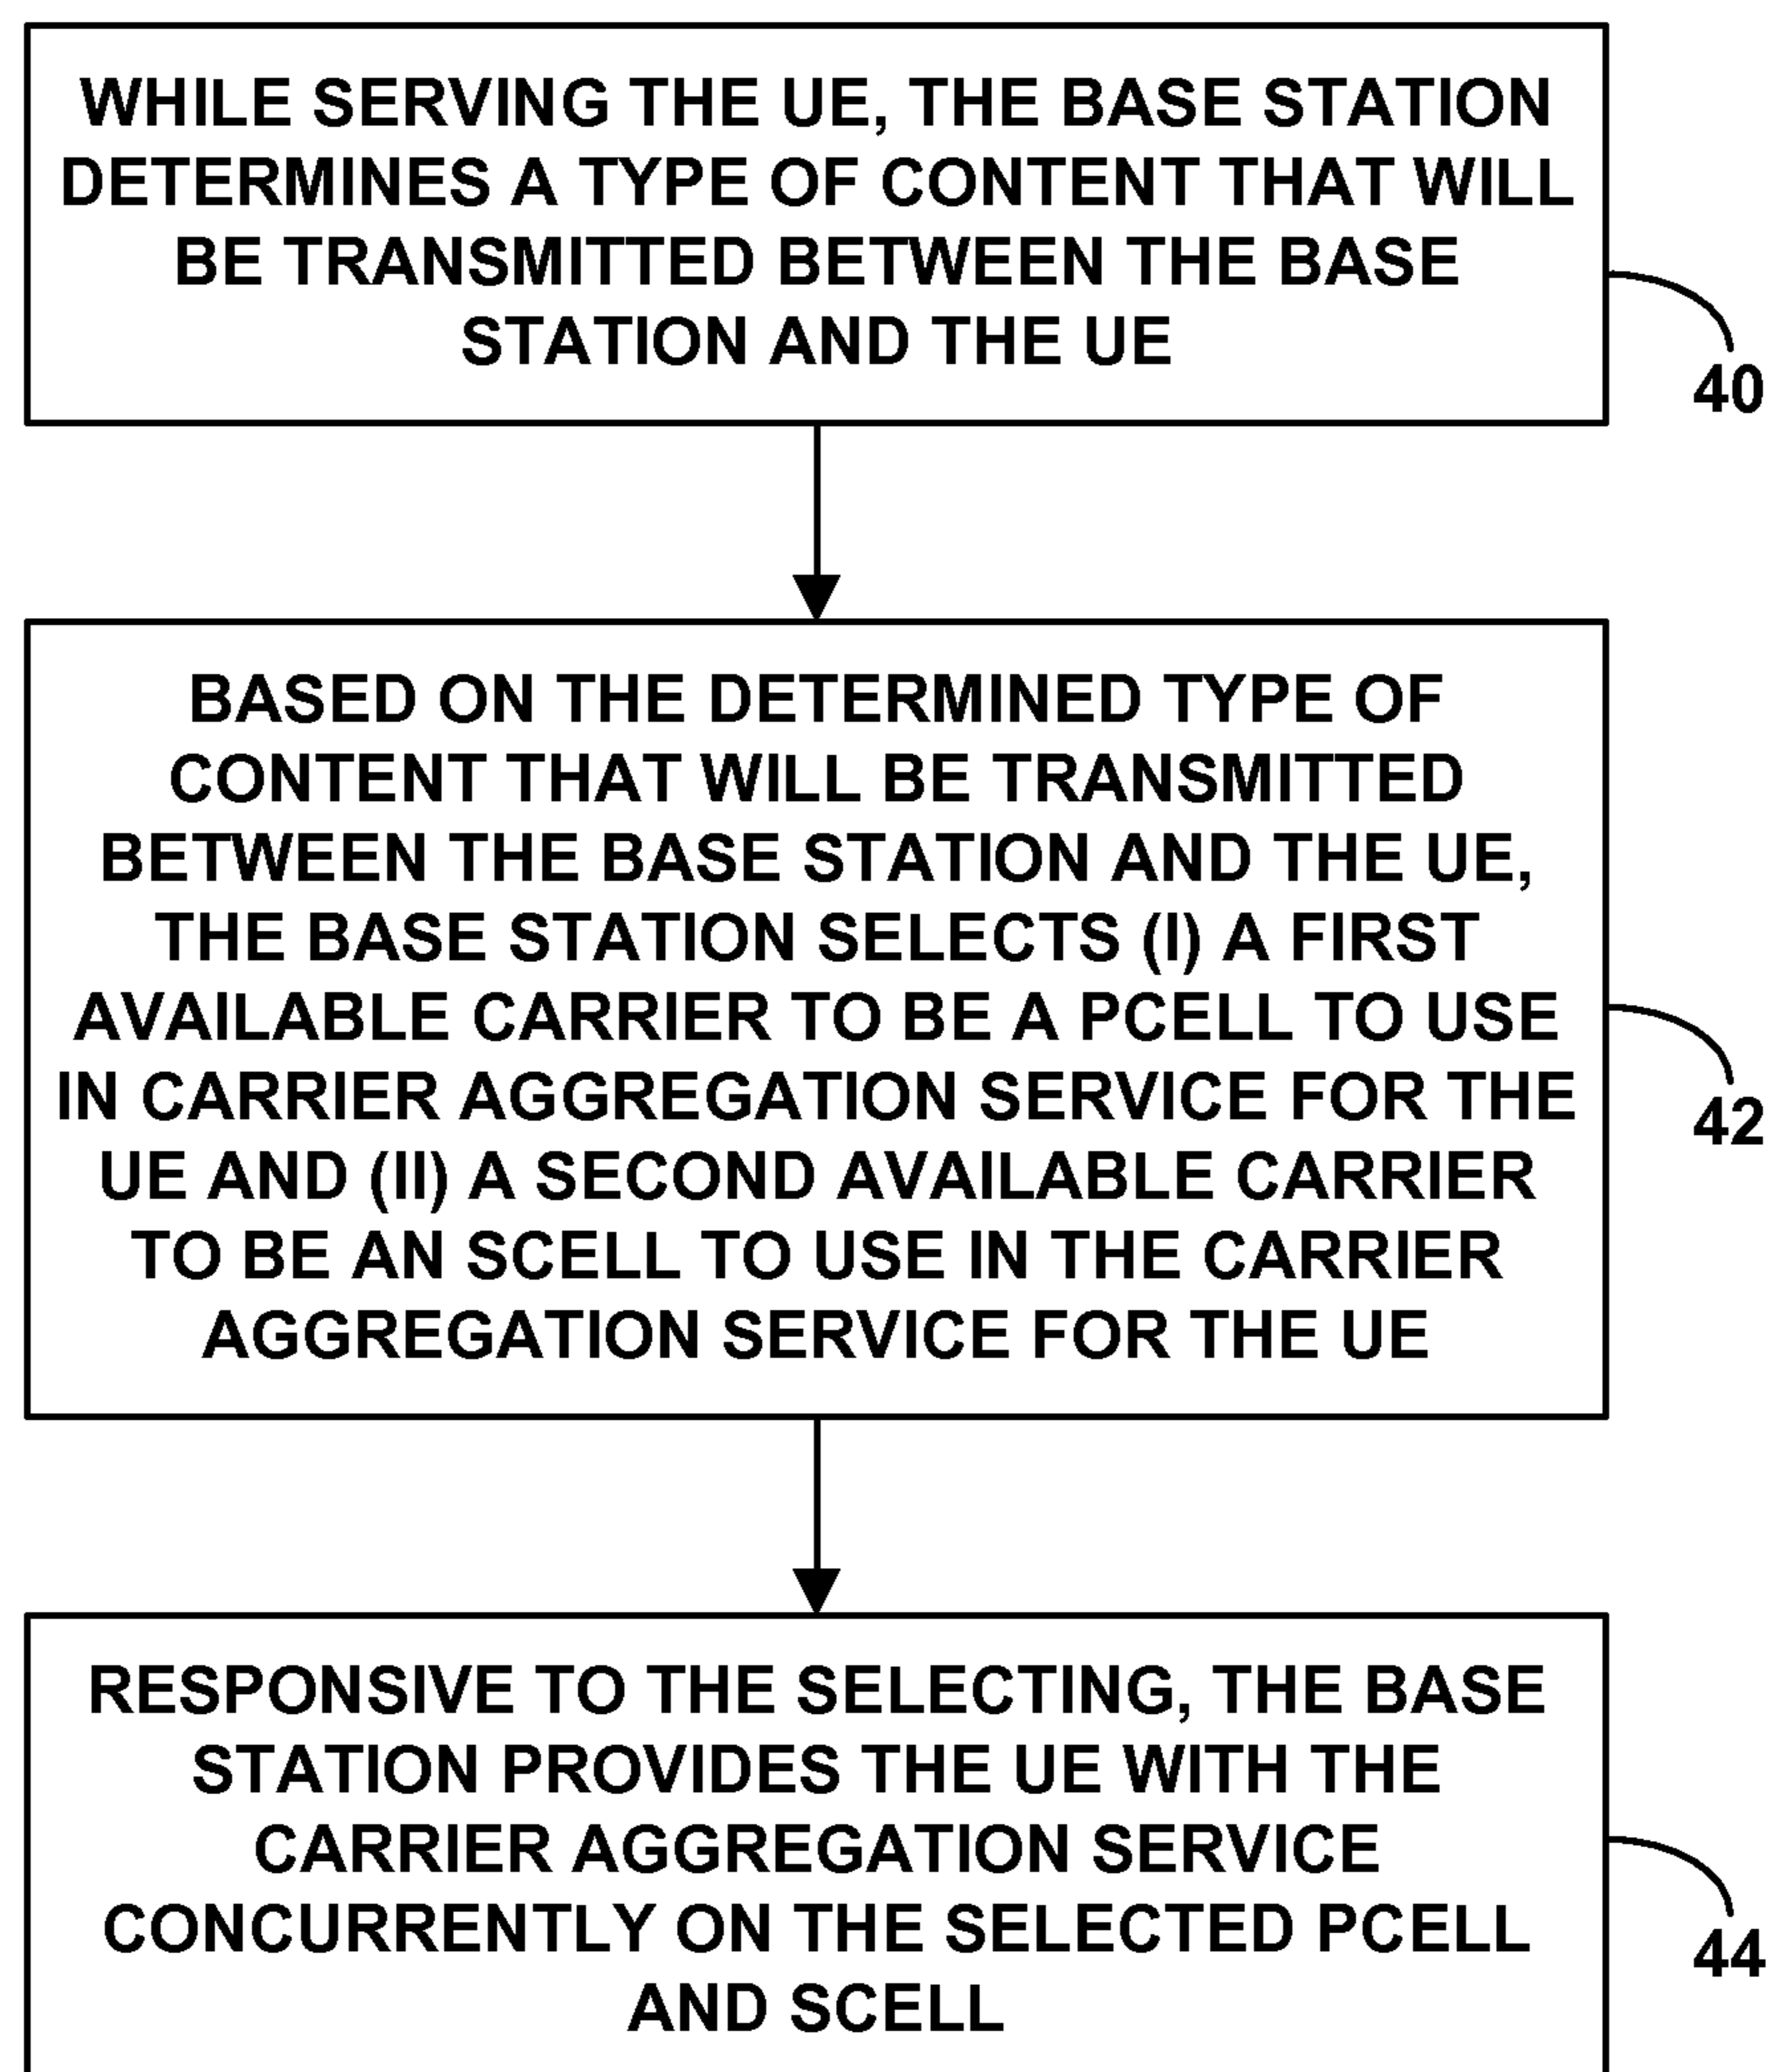 WHILE SERVING THE UE, THE BASE STATION
DETERMINES A TYPE OF CONTENT THAT WILL
BE TRANSMITTED BETWEEN THE BASE
STATION AND THE UE
40
BASED ON THE DETERMINED TYPE OF
CONTENT THAT WILL BE TRANSMITTED
BETWEEN THE BASE STATION AND THE UE,
THE BASE STATION SELECTS (I) A FIRST
AVAILABLE CARRIER TO BE A PCELL TO USE
IN CARRIER AGGREGATION SERVICE FOR THE
UE AND (II) A SECOND AVAILABLE CARRIER
TO BE AN SCELL TO USE IN THE CARRIER
AGGREGATION SERVICE FOR THE UE
42
RESPONSIVE TO THE SELECTING, THE BASE
STATION PROVIDES THE UE WITH THE
CARRIER AGGREGATION SERVICE
CONCURRENTLY ON THE SELECTED PCELL
AND SCELL
44